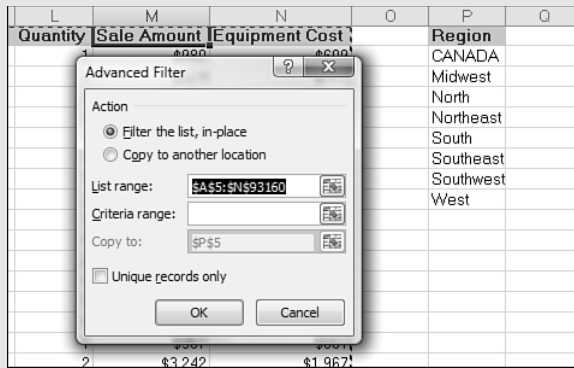 L M N O P Q
Quantity Sale Amount Equipment Cost Region
CANADA
Midwest
North
Northeast
South
Southeast
Southwest
West
Advanced Filter
Action
Filter the list, in-place
Copy to another location
List range: $A$5:$N$93160
Criteria range:
Copy to: $P$5
Unique records only
OK Cancel
2 $3,242 $1,967